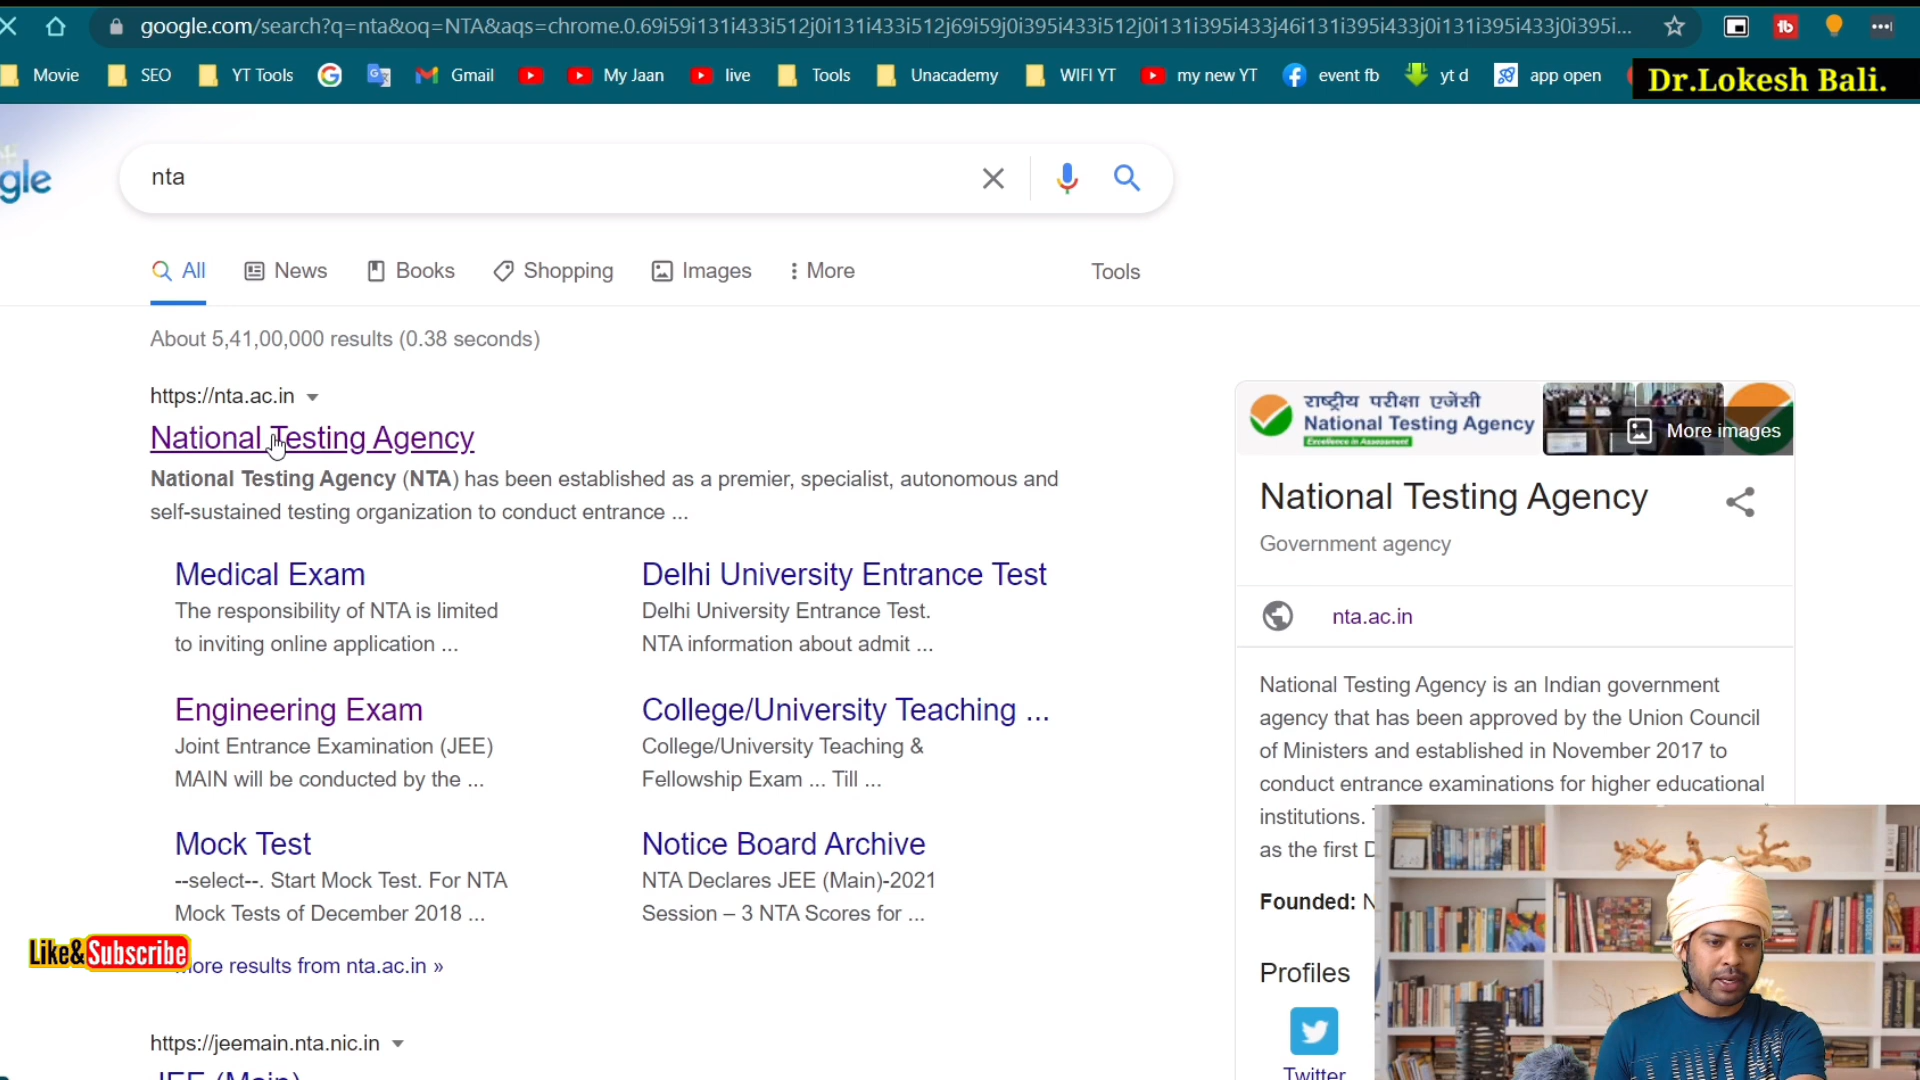 google.com/search?q=nta&oq=NTA&aqs=chrome.0.69i59i131i433i512j0i131i433i512j69i59j0i395i433i512j0i131i395i433j46i131i395i433j0i131i395i433j0i395i...
Movie
SEO
YT Tools
Gmail
My Jaan
live
Tools
Unacademy
WIFI YT
my new YT
event fb
yt d
app open
Dr.Lokesh Bali.
gle
nta
All
News
Books
Shopping
Images
More
Tools
About 5,41,00,000 results (0.38 seconds)
https://nta.ac.in
National Testing Agency
National Testing Agency (NTA) has been established as a premier, specialist, autonomous and
self-sustained testing organization to conduct entrance ...
Medical Exam
The responsibility of NTA is limited
to inviting online application ...
Delhi University Entrance Test
Delhi University Entrance Test.
NTA information about admit ...
Engineering Exam
Joint Entrance Examination (JEE)
MAIN will be conducted by the ...
College/University Teaching ...
College/University Teaching &
Fellowship Exam ... Till ...
Mock Test
--select--. Start Mock Test. For NTA
Mock Tests of December 2018 ...
Notice Board Archive
NTA Declares JEE (Main)-2021
Session – 3 NTA Scores for ...
Like& Subscribe
More results from nta.ac.in »
https://jeemain.nta.nic.in
JEE (Main)
राष्ट्रीय परीक्षा एजेंसी
National Testing Agency
Excellence in Assessment
More images
National Testing Agency
Government agency
nta.ac.in
National Testing Agency is an Indian government
agency that has been approved by the Union Council
of Ministers and established in November 2017 to
conduct entrance examinations for higher educational
institutions.
as the first D
Founded: N
Profiles
Twitter